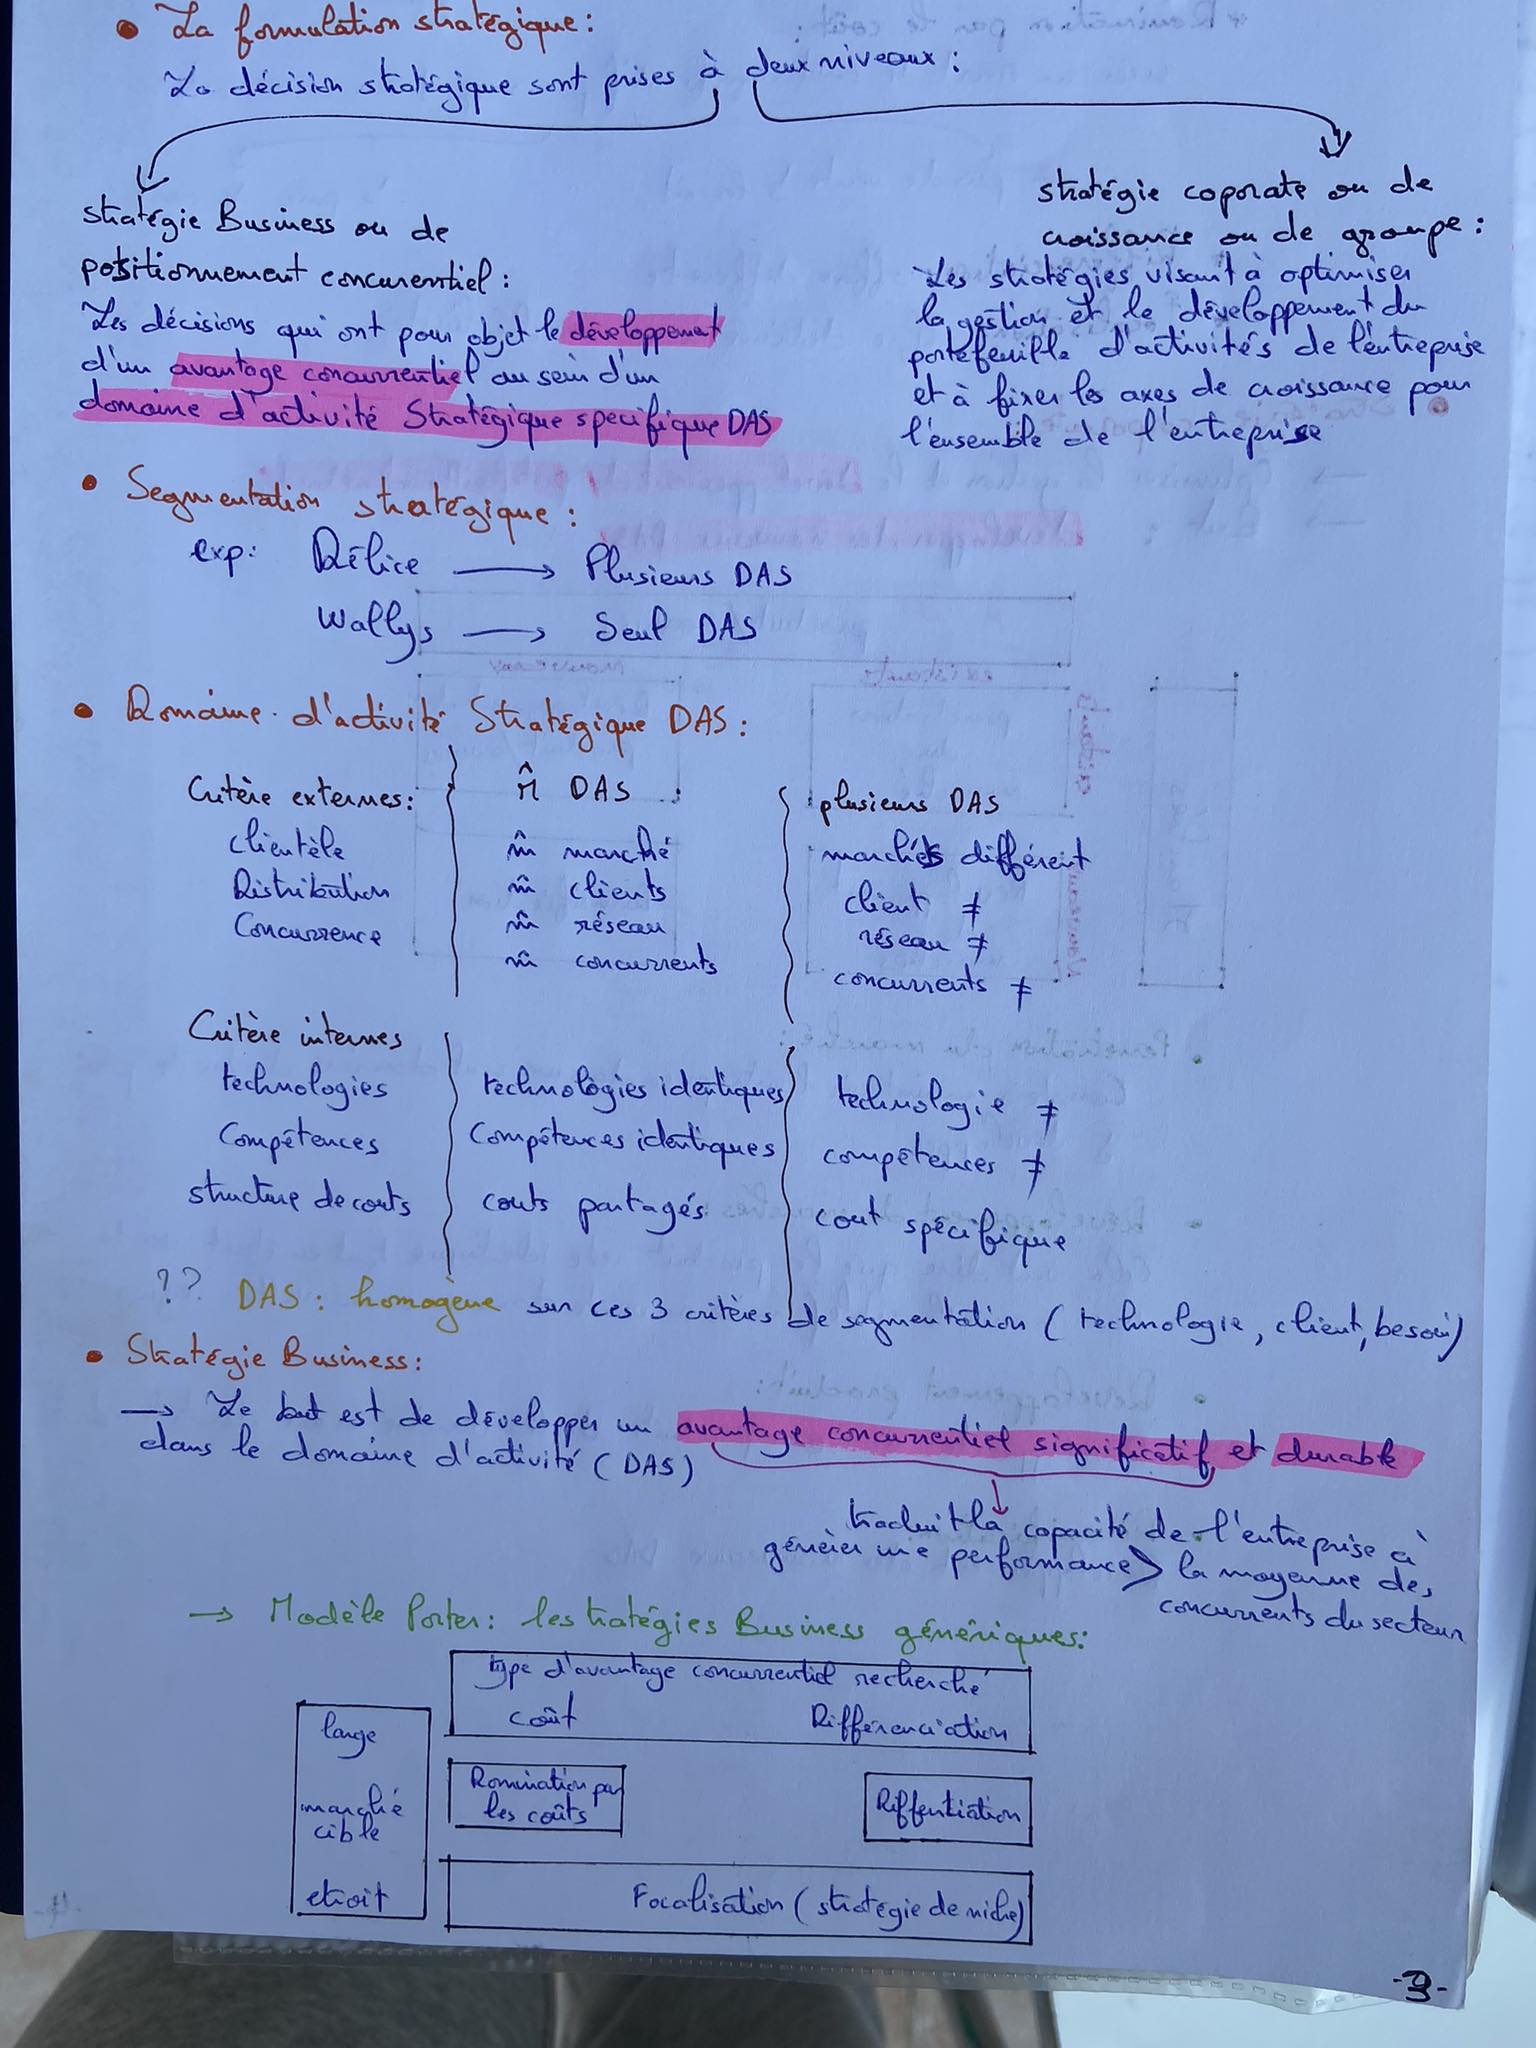 • La formulation stratégique :
La décision stratégique sont prises à deux niveaux :
stratégie Business ou de
positionnement concurentiel :
Les décisions qui ont pour objet le développement
d'un avantage concurrentiel au sein d'un
domaine d'activité Stratégique specifique DAS
stratégie coporate ou de
croissance ou de groupe :
Les stratégies visant à optimiser
la gestion et le développement du
portefeuille d'activités de l'entreprise
et à fixer les axes de croissance pour
l'ensemble de l'entreprise
• Segmentation stratégique :
exp: Délice → Plusieurs DAS
Wallys → Seul DAS
• Domaine d'activité Stratégique DAS :
Critère externes :
clientèle
Distribution
Concurrence
m̂ DAS
m̂ marché
m̂ clients
m̂ réseau
m̂ concurrents
plusieurs DAS
marchés différent
client ≠
réseau ≠
concurrents ≠
Critère internes
technologies
Compétences
structure de couts
technologies identiques
Compétences identiques
couts partagés
technologie ≠
compétences ≠
cout spécifique
?? DAS : homogène sur ces 3 critères de segmentation (technologie, client, besoin)
• Stratégie Business :
→ Le but est de développer un avantage concurrentiel significatif et durable
dans le domaine d'activité (DAS)
traduit la capacité de l'entreprise à
générer une performance > la moyenne des
concurrents du secteur
→ Modèle Porter : les tratégies Business génériques :
type d'avantage concurrentiel recherché
coût Différenciation
large
marché
cible
etroit
Domination par
les coûts
Diffentiation
Focalisation (stratégie de niche)
-3-